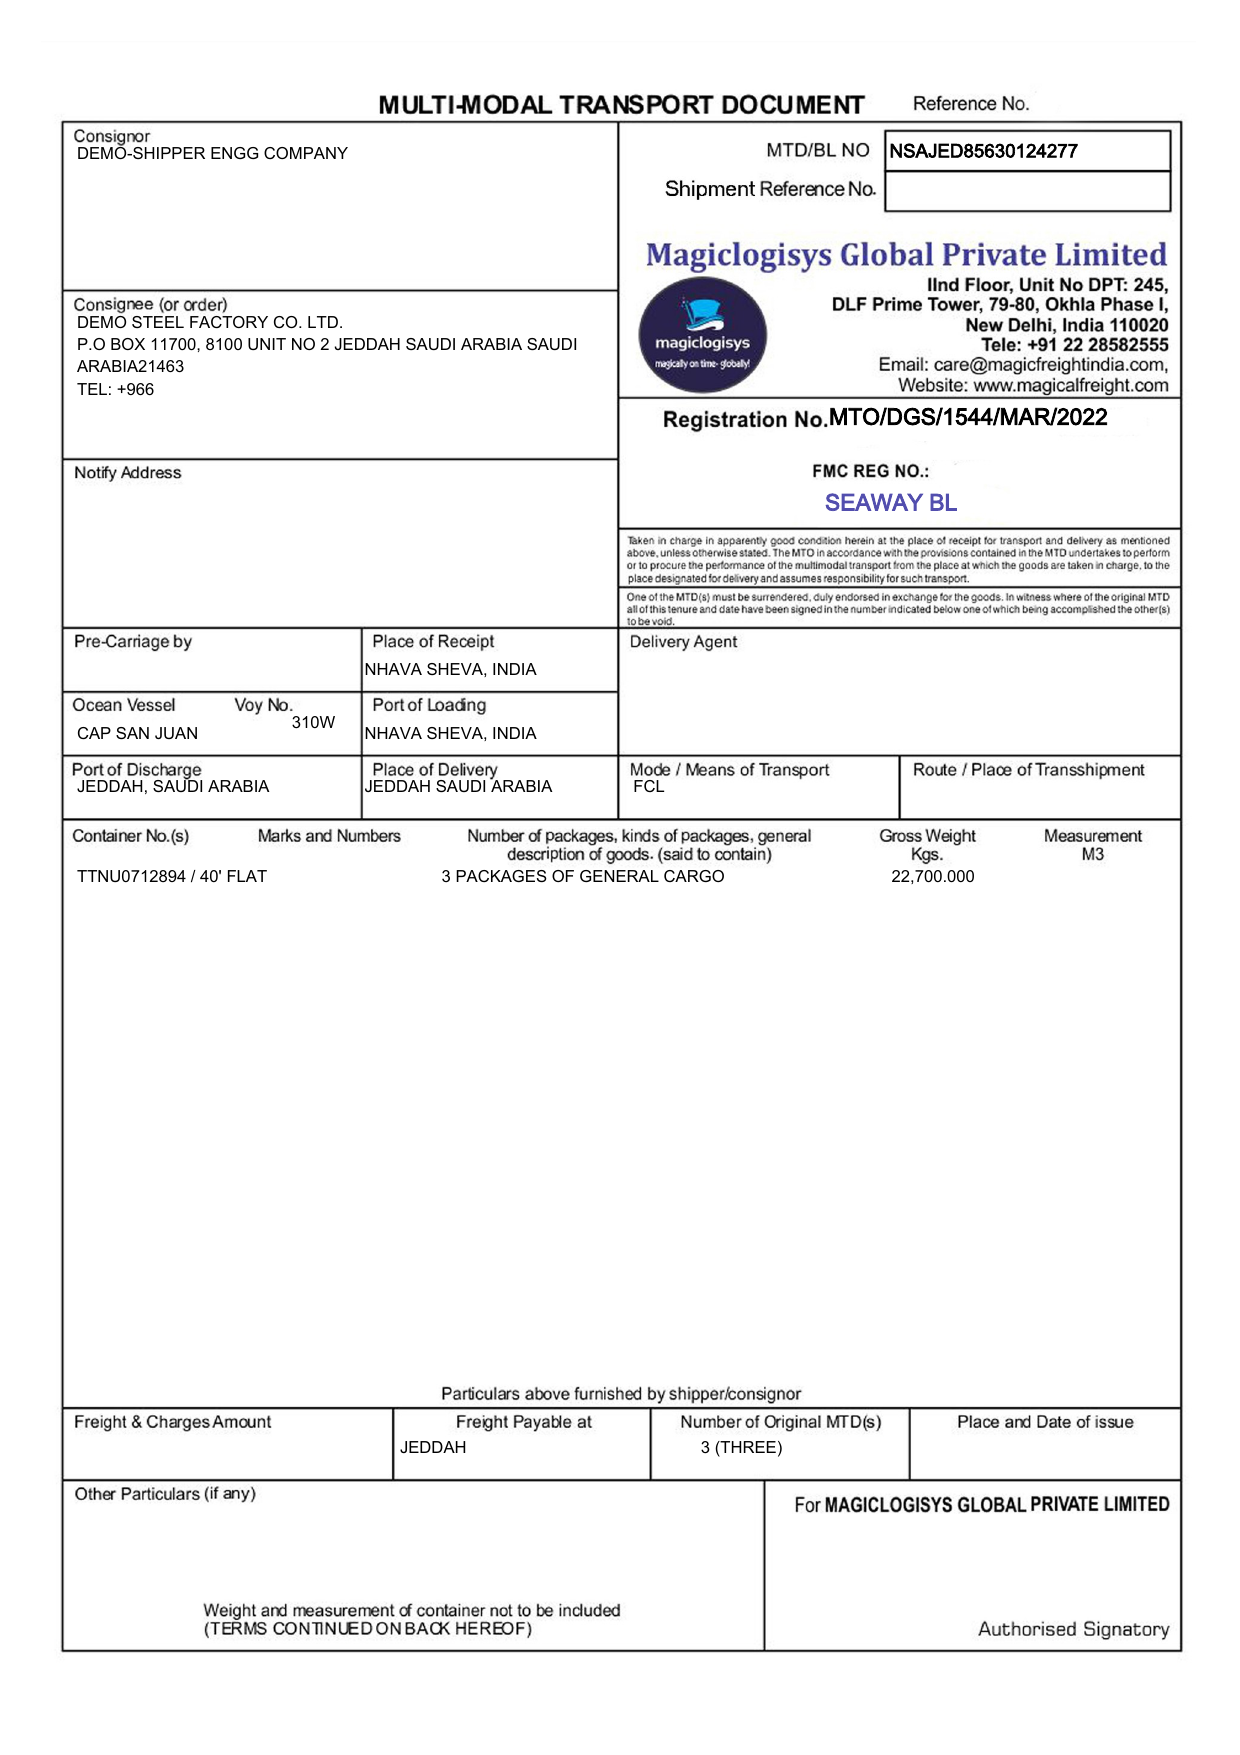 MULTI-MODAL TRANSPORT DOCUMENT
Reference No.
Consignor
DEMO-SHIPPER ENGG COMPANY
MTD/BL NO
NSAJED85630124277
Shipment Reference No.
Magiclogisys Global Private Limited
magiclogisys
magically on time- globally!
IInd Floor, Unit No DPT: 245,
DLF Prime Tower, 79-80, Okhla Phase I,
New Delhi, India 110020
Tele: +91 22 28582555
Email: care@magicfreightindia.com,
Website: www.magicalfreight.com
Consignee (or order)
DEMO STEEL FACTORY CO. LTD.
P.O BOX 11700, 8100 UNIT NO 2 JEDDAH SAUDI ARABIA SAUDI
ARABIA21463
TEL: +966
Registration No.MTO/DGS/1544/MAR/2022
FMC REG NO.:
SEAWAY BL
Notify Address
Taken in charge in apparently good condition herein at the place of receipt for transport and delivery as mentioned
above, unless otherwise stated. The MTO in accordance with the provisions contained in the MTD undertakes to perform
or to procure the performance of the multimodal transport from the place at which the goods are taken in charge, to the
place designated for delivery and assumes responsibility for such transport.
One of the MTD(s) must be surrendered, duly endorsed in exchange for the goods. In witness where of the original MTD
all of this tenure and date have been signed in the number indicated below one of which being accomplished the other(s)
to be void.
Pre-Carriage by
Place of Receipt
NHAVA SHEVA, INDIA
Delivery Agent
Ocean Vessel
Voy No.
CAP SAN JUAN
310W
Port of Loading
NHAVA SHEVA, INDIA
Port of Discharge
JEDDAH, SAUDI ARABIA
Place of Delivery
JEDDAH SAUDI ARABIA
Mode / Means of Transport
FCL
Route / Place of Transshipment
Container No.(s)
Marks and Numbers
Number of packages, kinds of packages, general
description of goods. (said to contain)
Gross Weight
Kgs.
Measurement
M3
TTNU0712894 / 40' FLAT
3 PACKAGES OF GENERAL CARGO
22,700.000
Particulars above furnished by shipper/consignor
Freight & Charges Amount
Freight Payable at
JEDDAH
Number of Original MTD(s)
3 (THREE)
Place and Date of issue
Other Particulars (if any)
For MAGICLOGISYS GLOBAL PRIVATE LIMITED
Weight and measurement of container not to be included
(TERMS CONTINUED ON BACK HEREOF)
Authorised Signatory